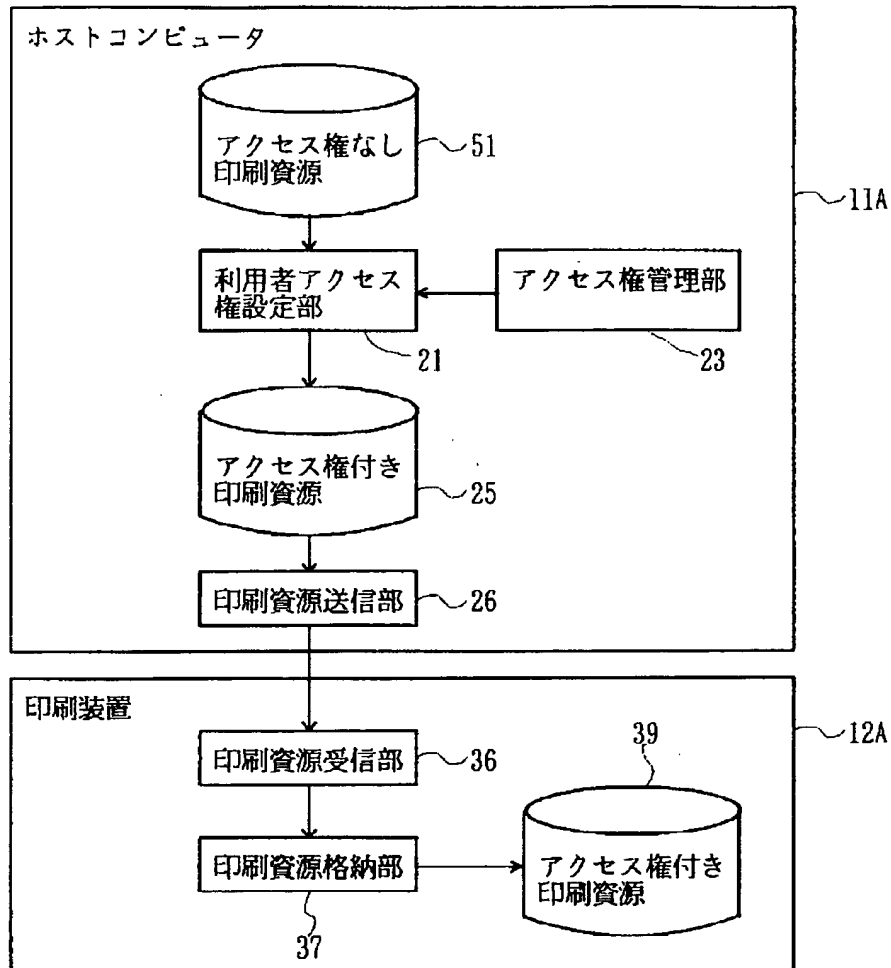 ホストコンピュータ
アクセス権なし
印刷資源
51
11A
利用者アクセス
権設定部
アクセス権管理部
21
23
アクセス権付き
印刷資源
25
印刷資源送信部
26
印刷装置
12A
印刷資源受信部
36
39
印刷資源格納部
アクセス権付き
印刷資源
37